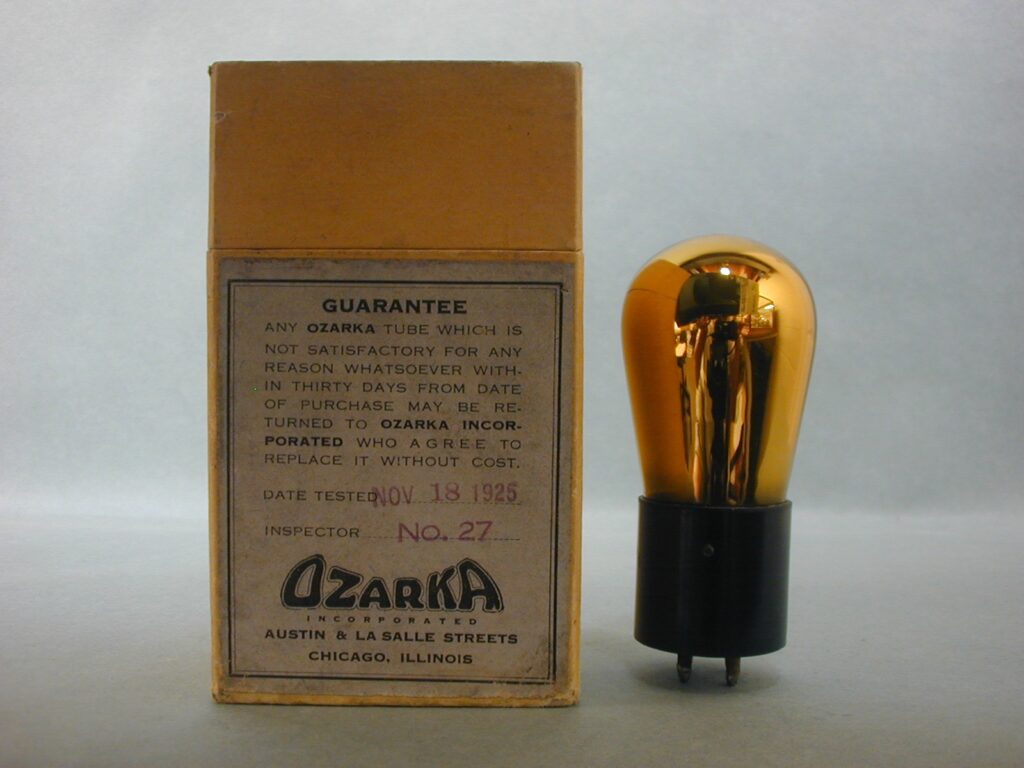 GUARANTEE
ANY OZARKA TUBE WHICH IS
NOT SATISFACTORY FOR ANY
REASON WHATSOEVER WITH-
IN THIRTY DAYS FROM DATE
OF PURCHASE MAY BE RE-
TURNED TO OZARKA INCOR-
PORATED WHO AGREE TO
REPLACE IT WITHOUT COST.
DATE TESTED NOV 18 1925
INSPECTOR No. 27
OZARKA
INCORPORATED
AUSTIN & LA SALLE STREETS
CHICAGO, ILLINOIS